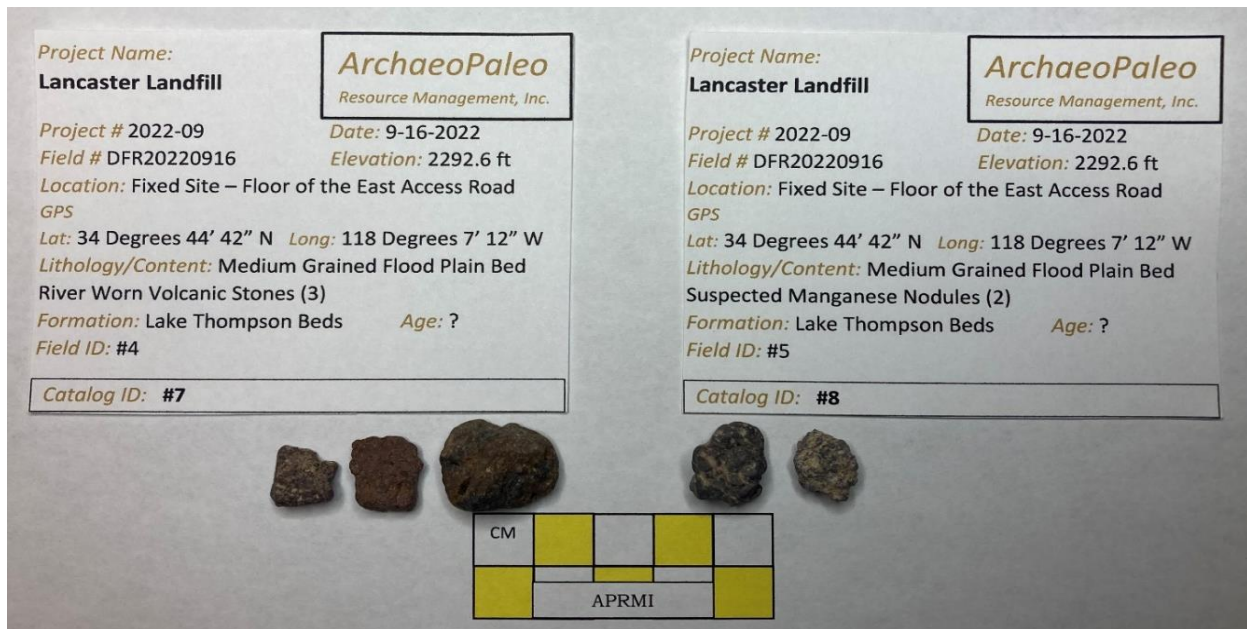 Project Name:
Lancaster Landfill
ArchaeoPaleo
Resource Management, Inc.
Project # 2022-09 Date: 9-16-2022
Field # DFR20220916 Elevation: 2292.6 ft
Location: Fixed Site – Floor of the East Access Road
GPS
Lat: 34 Degrees 44’ 42” N Long: 118 Degrees 7’ 12” W
Lithology/Content: Medium Grained Flood Plain Bed
River Worn Volcanic Stones (3)
Formation: Lake Thompson Beds Age: ?
Field ID: #4
Catalog ID: #7
Project Name:
Lancaster Landfill
ArchaeoPaleo
Resource Management, Inc.
Project # 2022-09 Date: 9-16-2022
Field # DFR20220916 Elevation: 2292.6 ft
Location: Fixed Site – Floor of the East Access Road
GPS
Lat: 34 Degrees 44’ 42” N Long: 118 Degrees 7’ 12” W
Lithology/Content: Medium Grained Flood Plain Bed
Suspected Manganese Nodules (2)
Formation: Lake Thompson Beds Age: ?
Field ID: #5
Catalog ID: #8
CM
APRMI